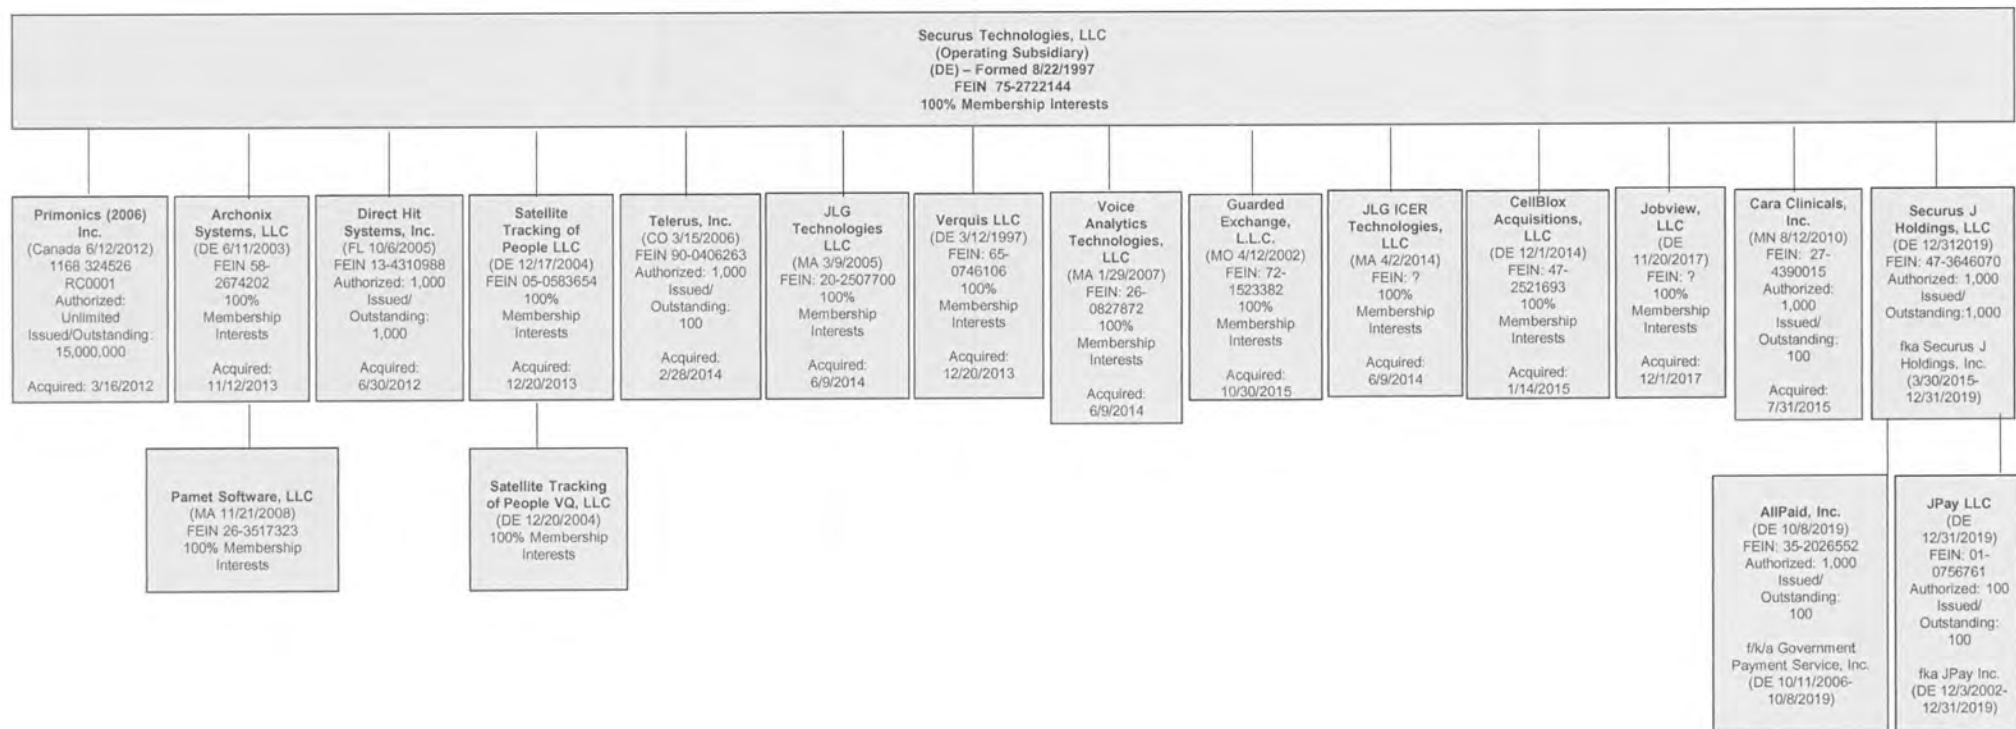 Securus Technologies, LLC
(Operating Subsidiary)
(DE) – Formed 8/22/1997
FEIN 75-2722144
100% Membership Interests
Primonics (2006)
Inc.
(Canada 6/12/2012)
1168 324526
RC0001
Authorized:
Unlimited
Issued/Outstanding:
15,000,000
Acquired: 3/16/2012
Archonix
Systems, LLC
(DE 6/11/2003)
FEIN 58-
2674202
100%
Membership
Interests
Acquired:
11/12/2013
Direct Hit
Systems, Inc.
(FL 10/6/2005)
FEIN 13-4310988
Authorized: 1,000
Issued/
Outstanding:
1,000
Acquired:
6/30/2012
Satellite
Tracking of
People LLC
(DE 12/17/2004)
FEIN 05-0583654
100%
Membership
Interests
Acquired:
12/20/2013
Telerus, Inc.
(CO 3/15/2006)
FEIN 90-0406263
Authorized: 1,000
Issued/
Outstanding:
100
Acquired:
2/28/2014
JLG
Technologies
LLC
(MA 3/9/2005)
FEIN: 20-2507700
100%
Membership
Interests
Acquired:
6/9/2014
Verquis LLC
(DE 3/12/1997)
FEIN: 65-
0746106
100%
Membership
Interests
Acquired:
12/20/2013
Voice
Analytics
Technologies,
LLC
(MA 1/29/2007)
FEIN: 26-
0827872
100%
Membership
Interests
Acquired:
6/9/2014
Guarded
Exchange,
L.L.C.
(MO 4/12/2002)
FEIN: 72-
1523382
100%
Membership
Interests
Acquired:
10/30/2015
JLG ICER
Technologies,
LLC
(MA 4/2/2014)
FEIN: ?
100%
Membership
Interests
Acquired:
6/9/2014
CellBlox
Acquisitions,
LLC
(DE 12/1/2014)
FEIN: 47-
2521693
100%
Membership
Interests
Acquired:
1/14/2015
Jobview,
LLC
(DE
11/20/2017)
FEIN: ?
100%
Membership
Interests
Acquired:
12/1/2017
Cara Clinicals,
Inc.
(MN 8/12/2010)
FEIN: 27-
4390015
Authorized:
1,000
Issued/
Outstanding:
100
Acquired:
7/31/2015
Securus J
Holdings, LLC
(DE 12/312019)
FEIN: 47-3646070
Authorized: 1,000
Issued/
Outstanding:1,000
fka Securus J
Holdings, Inc.
(3/30/2015-
12/31/2019)
Pamet Software, LLC
(MA 11/21/2008)
FEIN 26-3517323
100% Membership
Interests
Satellite Tracking
of People VQ, LLC
(DE 12/20/2004)
100% Membership
Interests
AllPaid, Inc.
(DE 10/8/2019)
FEIN: 35-2026552
Authorized: 1,000
Issued/
Outstanding:
100
f/k/a Government
Payment Service, Inc.
(DE 10/11/2006-
10/8/2019)
JPay LLC
(DE
12/31/2019)
FEIN: 01-
0756761
Authorized: 100
Issued/
Outstanding:
100
fka JPay Inc.
(DE 12/3/2002-
12/31/2019)